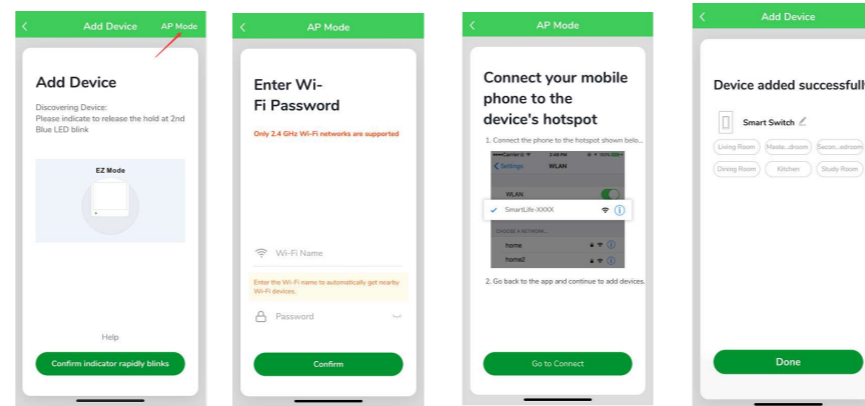 Add Device
AP Mode
Add Device
Discovering Device:
Please indicate to release the hold at 2nd
Blue LED blink
EZ Mode
Help
Confirm indicator rapidly blinks
AP Mode
Enter Wi-
Fi Password
Only 2.4 GHz Wi-Fi networks are supported
Wi-Fi Name
Enter the Wi-Fi name to automatically get nearby
Wi-Fi devices.
Password
Confirm
AP Mode
Connect your mobile
phone to the
device's hotspot
1. Connect the phone to the hotspot shown belo...
Settings
WLAN
WLAN
SmartLife-XXXX
CHOOSE A NETWORK...
home
home2
2. Go back to the app and continue to add devices.
Go to Connect
Add Device
Device added successfull
Smart Switch
Living Room
Maste...droom
Secon...edroom
Dining Room
Kitchen
Study Room
Done